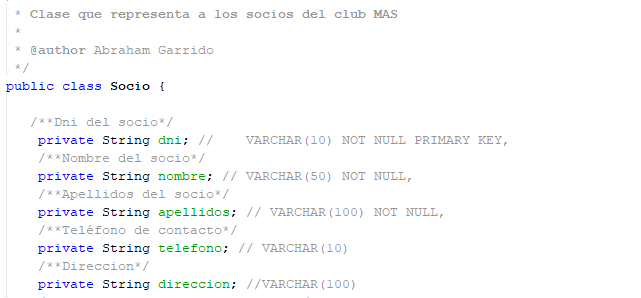 * Clase que representa a los socios del club MAS
*
* @author Abraham Garrido
*/
public class Socio {
/**Dni del socio*/
private String dni; // VARCHAR(10) NOT NULL PRIMARY KEY,
/**Nombre del socio*/
private String nombre; // VARCHAR(50) NOT NULL,
/**Apellidos del socio*/
private String apellidos; // VARCHAR(100) NOT NULL,
/**Teléfono de contacto*/
private String telefono; // VARCHAR(10)
/**Direccion*/
private String direccion; //VARCHAR(100)